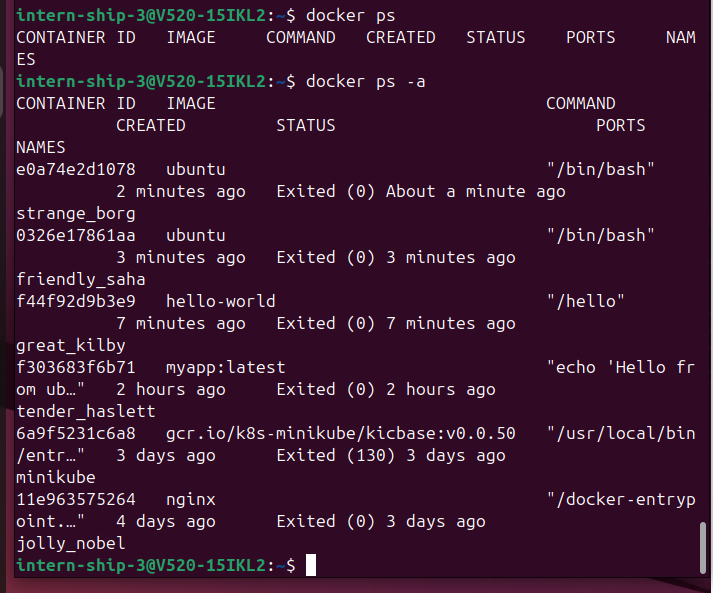 intern-ship-3@V520-15IKL2:~$ docker ps
CONTAINER ID   IMAGE     COMMAND   CREATED   STATUS    PORTS     NAM
ES
intern-ship-3@V520-15IKL2:~$ docker ps -a
CONTAINER ID   IMAGE                                 COMMAND
          CREATED         STATUS                          PORTS
NAMES
e0a74e2d1078   ubuntu                                "/bin/bash"
          2 minutes ago   Exited (0) About a minute ago
strange_borg
0326e17861aa   ubuntu                                "/bin/bash"
          3 minutes ago   Exited (0) 3 minutes ago
friendly_saha
f44f92d9b3e9   hello-world                           "/hello"
          7 minutes ago   Exited (0) 7 minutes ago
great_kilby
f303683f6b71   myapp:latest                          "echo 'Hello fr
om ub…"   2 hours ago     Exited (0) 2 hours ago
tender_haslett
6a9f5231c6a8   gcr.io/k8s-minikube/kicbase:v0.0.50   "/usr/local/bin
/entr…"   3 days ago      Exited (130) 3 days ago
minikube
11e963575264   nginx                                 "/docker-entryp
oint.…"   4 days ago      Exited (0) 3 days ago
jolly_nobel
intern-ship-3@V520-15IKL2:~$